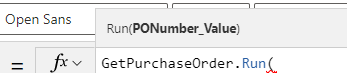 Open Sans
Run(PONumber_Value)
= fx GetPurchaseOrder.Run(